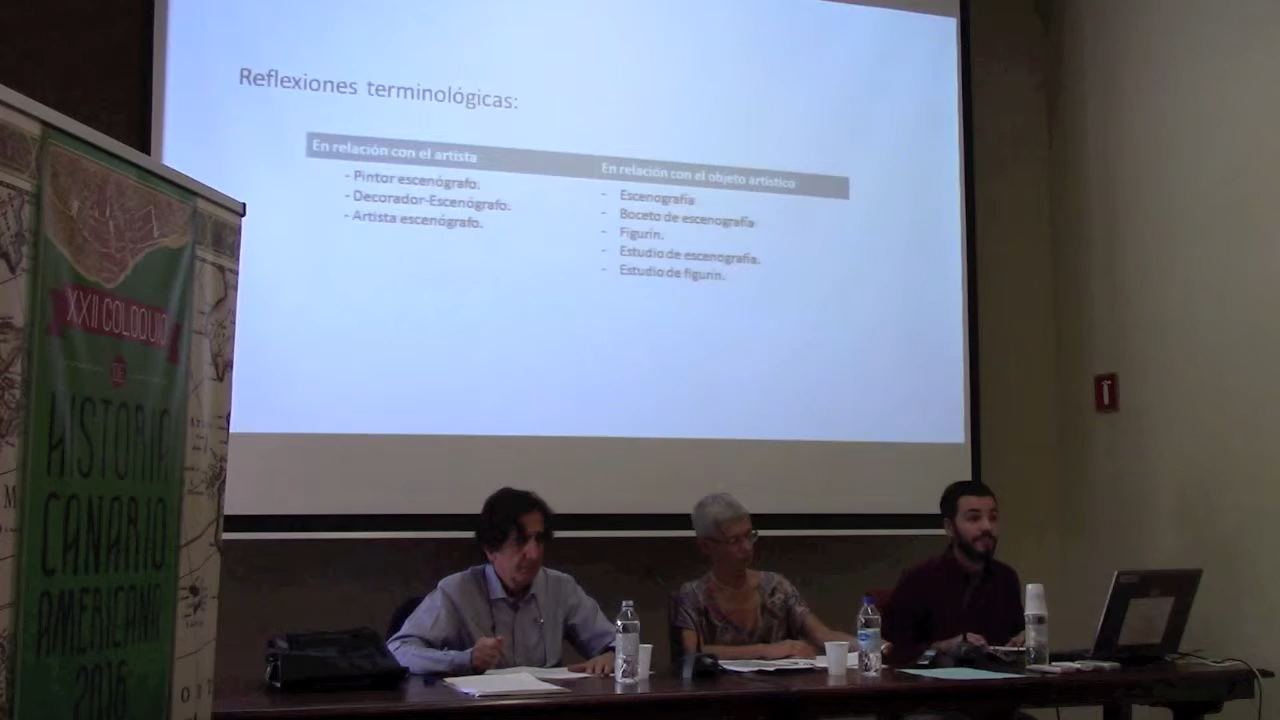 Reflexiones terminológicas:
En relación con el artista
En relación con el objeto artístico
- Pintor escenógrafo.
- Decorador-Escenógrafo.
- Artista escenógrafo.
- Escenografía
- Boceto de escenografía
- Figurín.
- Estudio de escenografía.
- Estudio de figurín.
XXII COLOQUIO
DE
HISTORIA
CANARIO
AMERICANA
2016